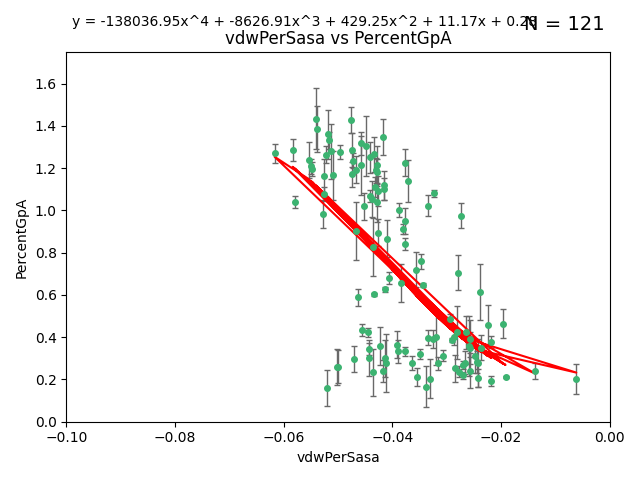 y = -138036.95x^4 + -8626.91x^3 + 429.25x^2 + 11.17x + 0.28
N = 121
vdwPerSasa vs PercentGpA
1.6
1.4
1.2
1.0
0.8
0.6
0.4
0.2
0.0
PercentGpA
−0.10 −0.08 −0.06 −0.04 −0.02 0.00
vdwPerSasa